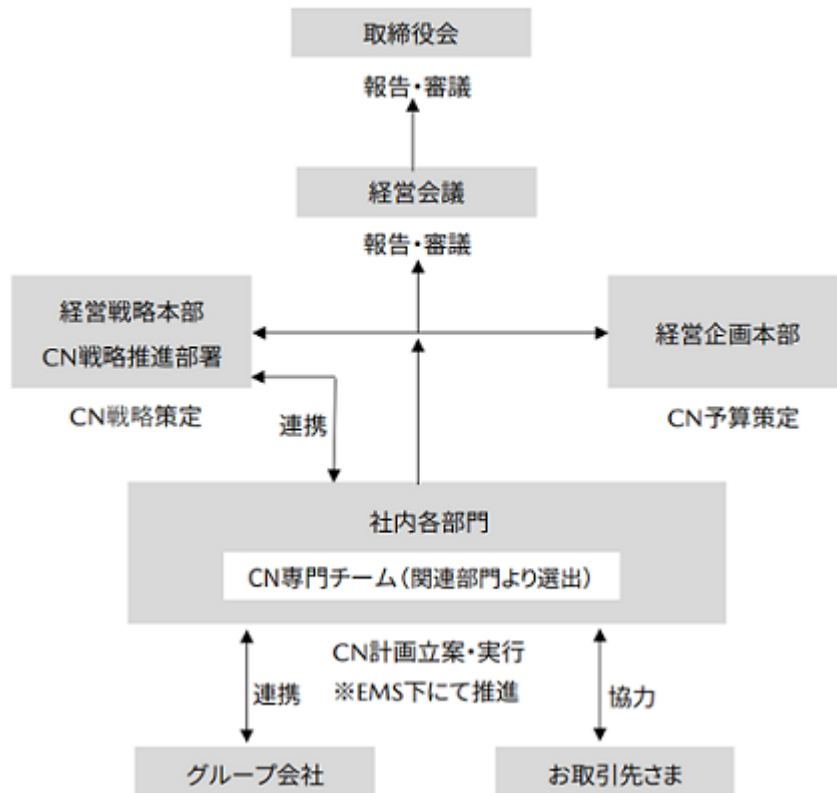 取締役会
報告・審議
経営会議
報告・審議
経営戦略本部
CN戦略推進部署
CN戦略策定
経営企画本部
CN予算策定
連携
社内各部門
CN専門チーム(関連部門より選出)
CN計画立案・実行
※EMS下にて推進
連携
協力
グループ会社
お取引先さま